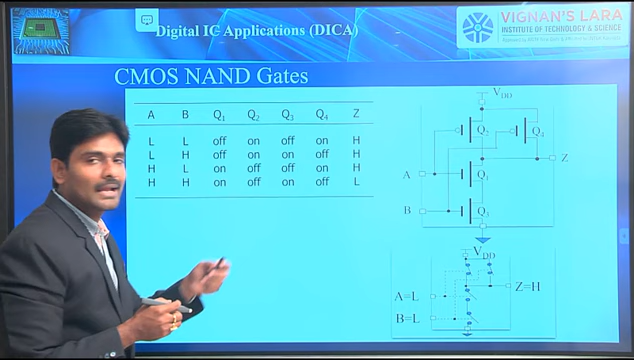 Digital IC Applications (DICA)
VIGNAN'S LARA
INSTITUTE OF TECHNOLOGY & SCIENCE
CMOS NAND Gates
A B Q1 Q2 Q3 Q4 Z
L L off on off on H
L H off off on on H
H L on on off off H
H H on off on off L
VDD
Q2
Q4
Z
A
Q1
B
Q3
VDD
A=L
Z=H
B=L